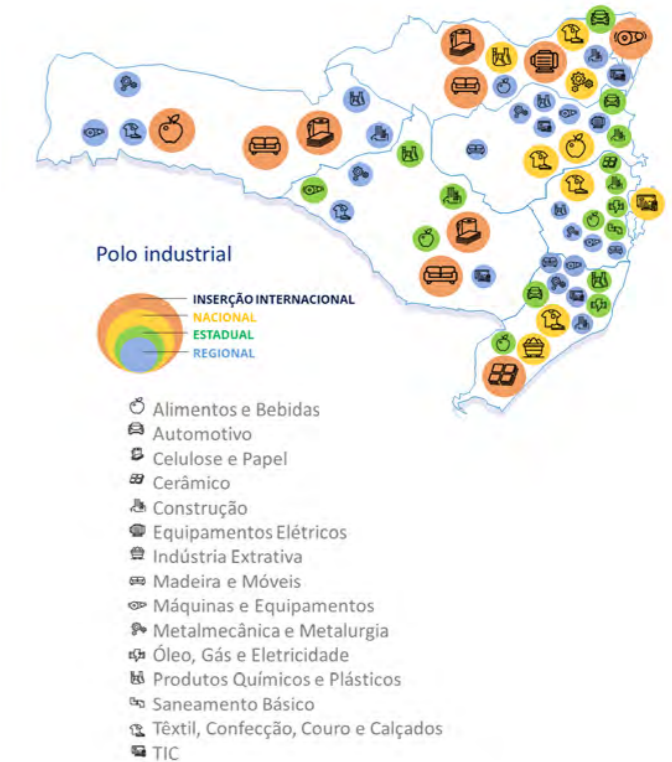 Polo industrial
INSERÇÃO INTERNACIONAL
NACIONAL
ESTADUAL
REGIONAL
Alimentos e Bebidas
Automotivo
Celulose e Papel
Cerâmico
Construção
Equipamentos Elétricos
Indústria Extrativa
Madeira e Móveis
Máquinas e Equipamentos
Metalmecânica e Metalurgia
Óleo, Gás e Eletricidade
Produtos Químicos e Plásticos
Saneamento Básico
Têxtil, Confecção, Couro e Calçados
TIC